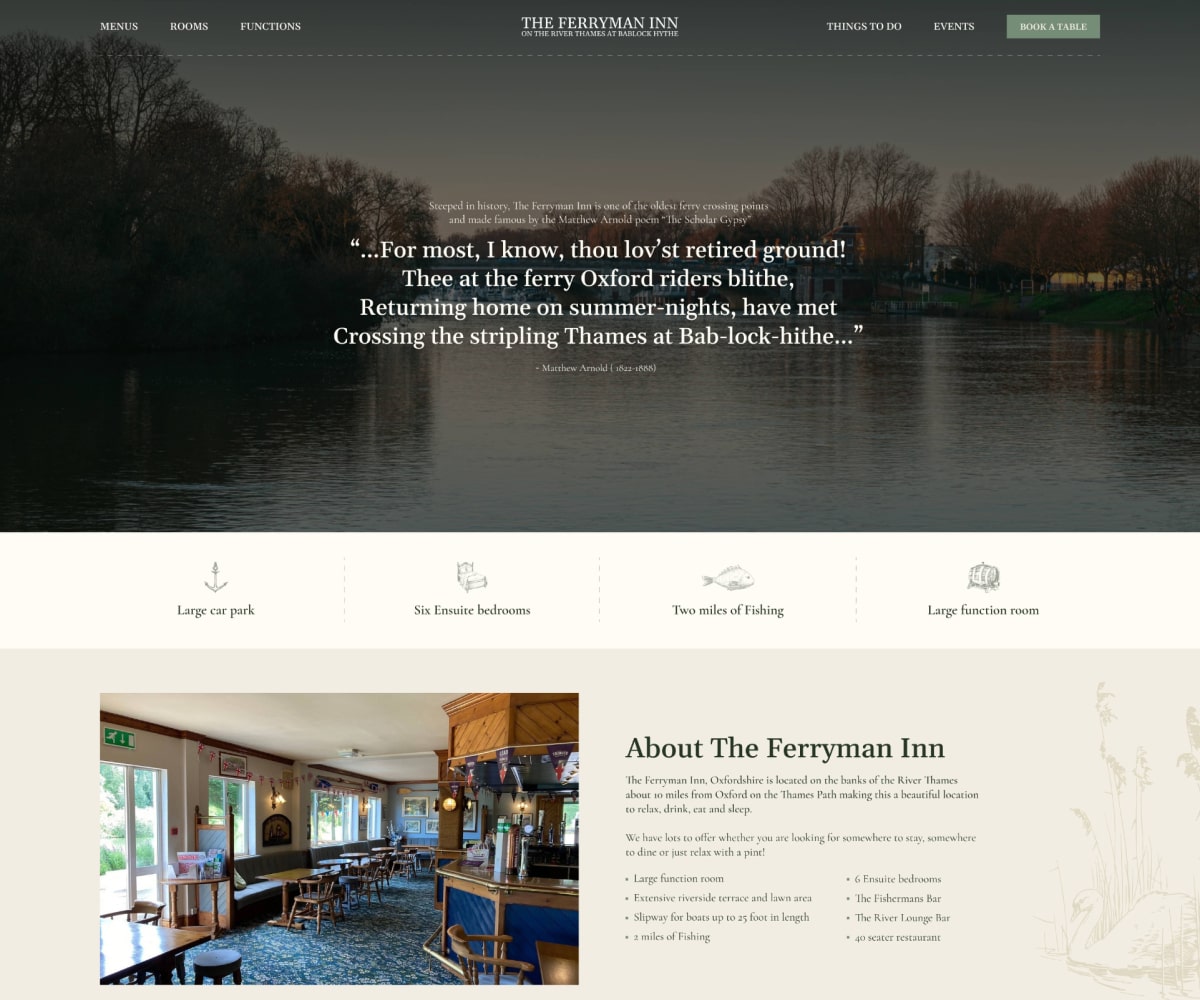 MENUS ROOMS FUNCTIONS
THE FERRYMAN INN
ON THE RIVER THAMES AT BABLOCK HYTHE
THINGS TO DO EVENTS BOOK A TABLE
Steeped in history, The Ferryman Inn is one of the oldest ferry crossing points
and made famous by the Matthew Arnold poem “The Scholar Gypsy”
“...For most, I know, thou lov’st retired ground!
Thee at the ferry Oxford riders blithe,
Returning home on summer-nights, have met
Crossing the stripling Thames at Bab-lock-hithe...”
- Matthew Arnold ( 1822-1888)
Large car park
Six Ensuite bedrooms
Two miles of Fishing
Large function room
About The Ferryman Inn
The Ferryman Inn, Oxfordshire is located on the banks of the River Thames
about 10 miles from Oxford on the Thames Path making this a beautiful location
to relax, drink, eat and sleep.
We have lots to offer whether you are looking for somewhere to stay, somewhere
to dine or just relax with a pint!
• Large function room
• Extensive riverside terrace and lawn area
• Slipway for boats up to 25 foot in length
• 2 miles of Fishing
• 6 Ensuite bedrooms
• The Fishermans Bar
• The River Lounge Bar
• 40 seater restaurant